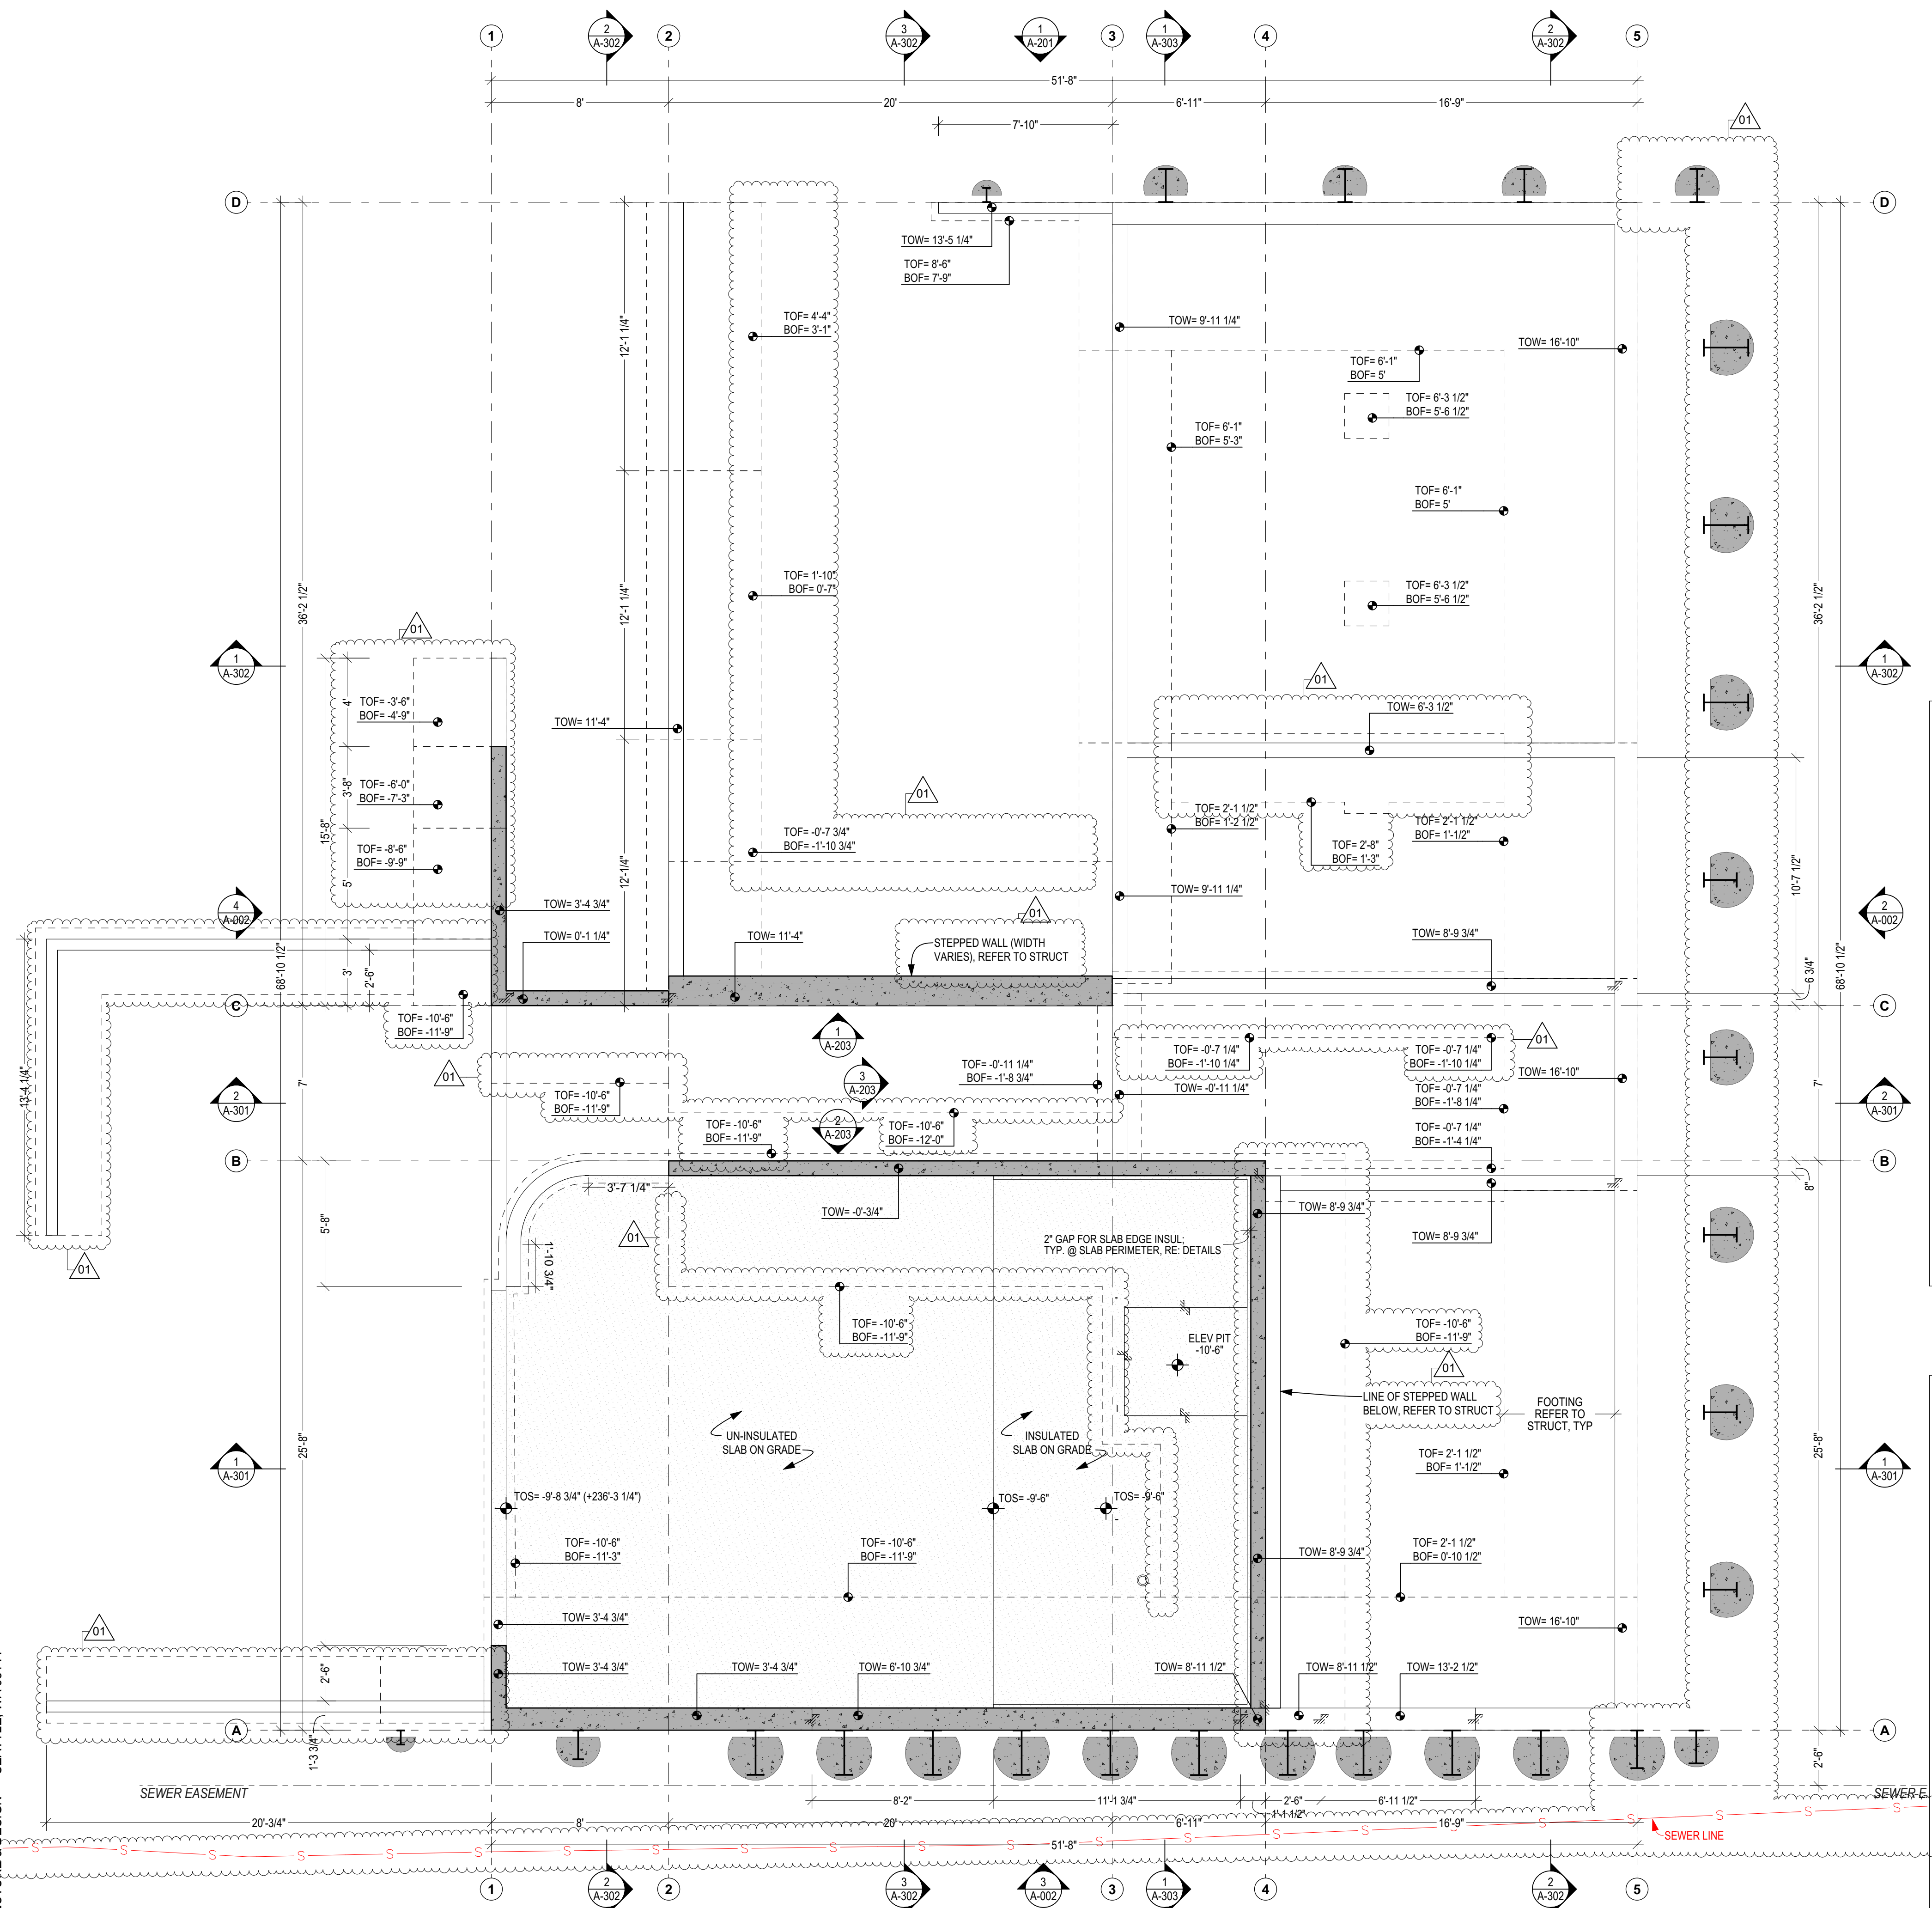 1
2
A-302
2
3
A-302
1
A-201
3
1
A-303
4
2
A-302
5
51'-8"
8'
20'
6'-11"
16'-9"
7'-10"
01
D
D
TOW= 13'-5 1/4"
TOF= 8'-6"
BOF= 7'-9"
TOF= 4'-4"
BOF= 3'-1"
12'-1 1/4"
TOW= 9'-11 1/4"
TOW= 16'-10"
TOF= 6'-1"
BOF= 5'
TOF= 6'-3 1/2"
BOF= 5'-6 1/2"
TOF= 6'-1"
BOF= 5'-3"
TOF= 6'-1"
BOF= 5'
36'-2 1/2"
TOF= 1'-10"
BOF= 0'-7"
12'-1 1/4"
TOF= 6'-3 1/2"
BOF= 5'-6 1/2"
36'-2 1/2"
01
1
A-302
1
A-302
01
4'
TOF= -3'-6"
BOF= -4'-9"
TOW= 11'-4"
TOW= 6'-3 1/2"
3'-8"
TOF= -6'-0"
BOF= -7'-3"
01
15'-8"
TOF= -8'-6"
BOF= -9'-9"
TOF= -0'-7 3/4"
BOF= -1'-10 3/4"
TOF= 2'-1 1/2"
BOF= 1'-2 1/2"
TOF= 2'-8"
BOF= 1'-3"
TOF= 2'-1 1/2"
BOF= 1'-1/2"
5'
12'-1/4"
10'-7 1/2"
4
A-002
TOW= 3'-4 3/4"
TOW= 9'-11 1/4"
01
2
A-002
TOW= 0'-1 1/4"
TOW= 11'-4"
STEPPED WALL (WIDTH
VARIES), REFER TO STRUCT
TOW= 8'-9 3/4"
68'-10 1/2"
3'
2'-6"
6 3/4"
68'-10 1/2"
C
C
TOF= -10'-6"
BOF= -11'-9"
1
A-203
01
TOF= -0'-11 1/4"
BOF= -1'-8 3/4"
TOF= -0'-7 1/4"
BOF= -1'-10 1/4"
TOF= -0'-7 1/4"
BOF= -1'-10 1/4"
01
13'-4 1/4"
7'
3
A-203
TOW= -0'-11 1/4"
TOW= 16'-10"
7'
2
A-301
TOF= -10'-6"
BOF= -11'-9"
TOF= -0'-7 1/4"
BOF= -1'-8 1/4"
2
A-301
TOF= -10'-6"
BOF= -11'-9"
2
A-203
TOF= -10'-6"
BOF= -12'-0"
TOF= -0'-7 1/4"
BOF= -1'-4 1/4"
B
B
3'-7 1/4"
8"
TOW= -0'-3/4"
TOW= 8'-9 3/4"
5'-8"
01
1'-10 3/4"
2" GAP FOR SLAB EDGE INSUL;
TYP. @ SLAB PERIMETER, RE: DETAILS
TOW= 8'-9 3/4"
01
TOF= -10'-6"
BOF= -11'-9"
ELEV PIT
-10'-6"
TOF= -10'-6"
BOF= -11'-9"
01
LINE OF STEPPED WALL
BELOW, REFER TO STRUCT
FOOTING
REFER TO
STRUCT, TYP
UN-INSULATED
SLAB ON GRADE
INSULATED
SLAB ON GRADE
25'-8"
25'-8"
1
A-301
TOF= 2'-1 1/2"
BOF= 1'-1/2"
1
A-301
TOS= -9'-8 3/4" (+236'-3 1/4")
TOS= -9'-6"
TOS= -9'-6"
TOF= -10'-6"
BOF= -11'-3"
TOF= -10'-6"
BOF= -11'-9"
TOW= 8'-9 3/4"
TOF= 2'-1 1/2"
BOF= 0'-10 1/2"
01
TOW= 3'-4 3/4"
TOW= 16'-10"
2'-6"
TOW= 3'-4 3/4"
TOW= 3'-4 3/4"
TOW= 6'-10 3/4"
TOW= 8'-11 1/2"
TOW= 8'-11 1/2"
TOW= 13'-2 1/2"
A
A
1'-3 3/4"
2'-6"
SEWER EASEMENT
SEWER E
8'-2"
11'-1 3/4"
2'-6"
6'-11 1/2"
1'-1 1/2"
20'-3/4"
8'
20'
6'-11"
16'-9"
S S S S S S S S S S S S S S S S S S S S S S
SEWER LINE
51'-8"
1
2
A-302
2
3
A-302
3
A-002
3
1
A-303
4
2
A-302
5